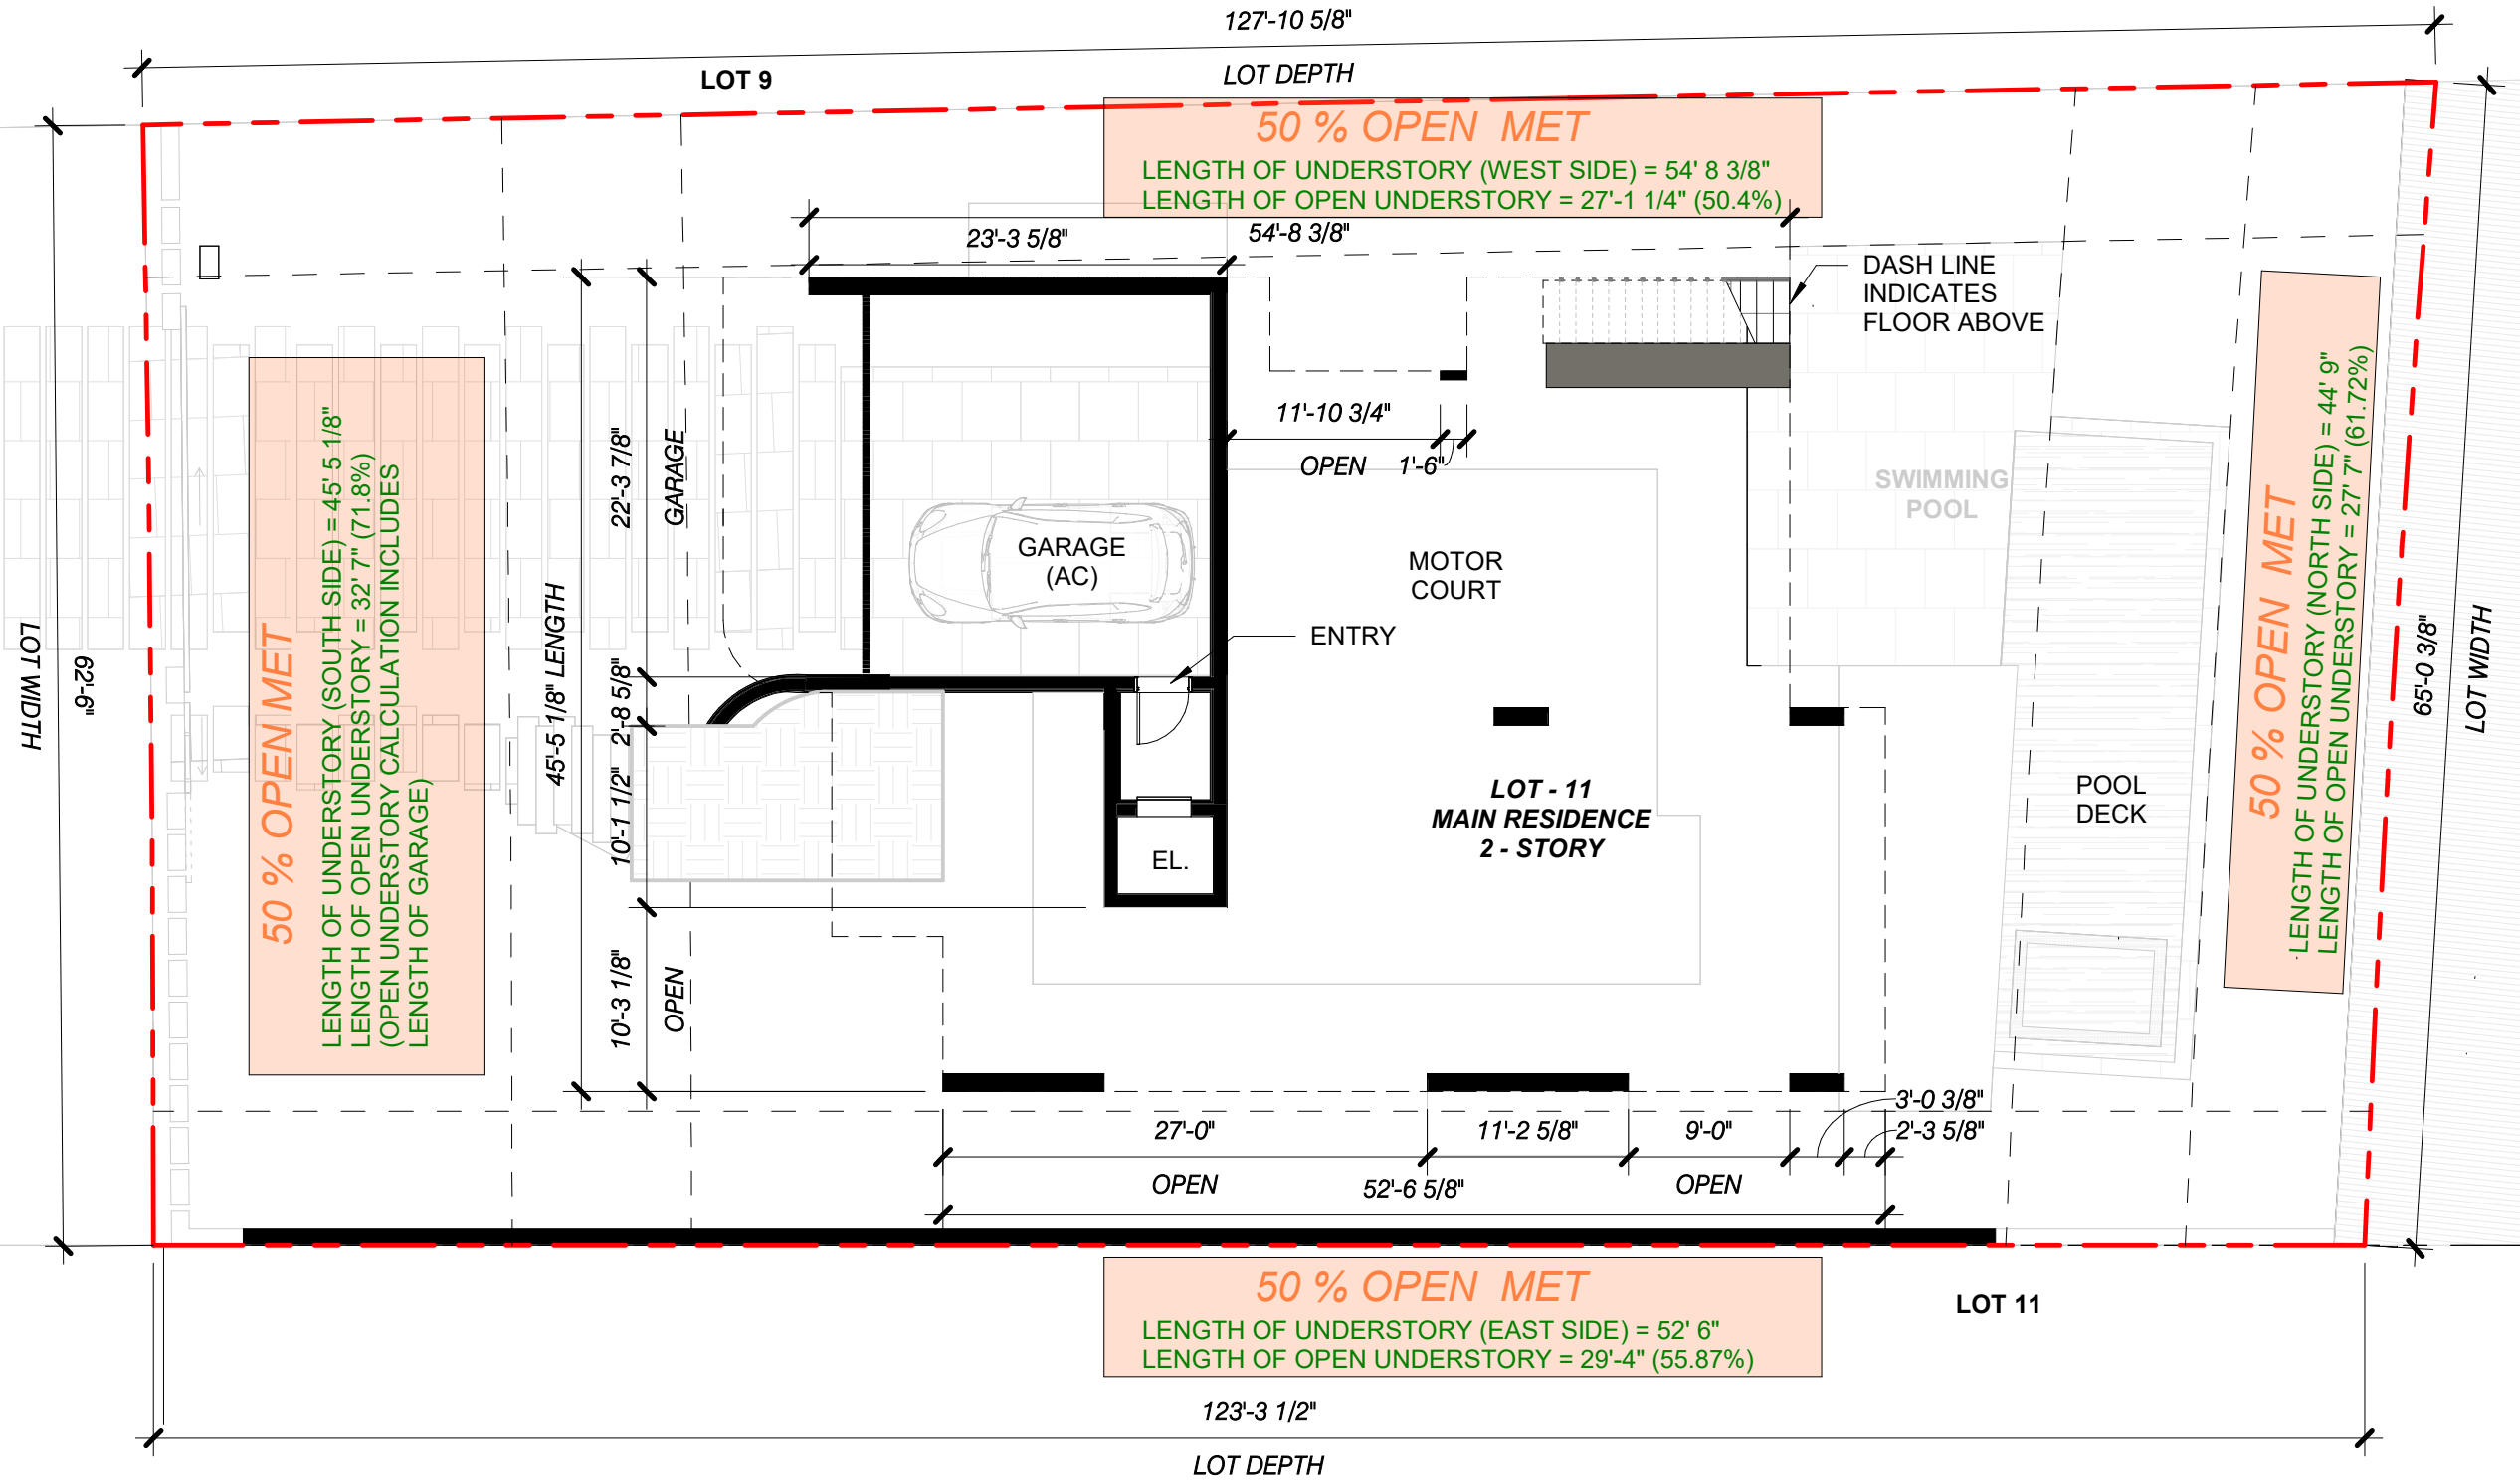 127'-10 5/8"
LOT DEPTH
LOT 9
50 % OPEN MET
LENGTH OF UNDERSTORY (WEST SIDE) = 54' 8 3/8"
LENGTH OF OPEN UNDERSTORY = 27'-1 1/4" (50.4%)
23'-3 5/8"
54'-8 3/8"
DASH LINE
INDICATES
FLOOR ABOVE
11'-10 3/4"
OPEN
1'-6"
22'-3 7/8"
GARAGE
GARAGE
(AC)
MOTOR
COURT
SWIMMING
POOL
ENTRY
LOT WIDTH
62'-6"
50 % OPEN MET
LENGTH OF UNDERSTORY (SOUTH SIDE) = 45' 5 1/8"
LENGTH OF OPEN UNDERSTORY = 32' 7" (71.8%)
(OPEN UNDERSTORY CALCULATION INCLUDES
LENGTH OF GARAGE)
45'-5 1/8" LENGTH
2'-8 5/8"
10'-1 1/2"
10'-3 1/8"
OPEN
EL.
LOT - 11
MAIN RESIDENCE
2 - STORY
POOL
DECK
50 % OPEN MET
LENGTH OF UNDERSTORY (NORTH SIDE) = 44' 9"
LENGTH OF OPEN UNDERSTORY = 27' 7" (61.72%)
65'-0 3/8"
LOT WIDTH
27'-0"
11'-2 5/8"
9'-0"
3'-0 3/8"
2'-3 5/8"
OPEN
52'-6 5/8"
OPEN
50 % OPEN MET
LENGTH OF UNDERSTORY (EAST SIDE) = 52' 6"
LENGTH OF OPEN UNDERSTORY = 29'-4" (55.87%)
LOT 11
123'-3 1/2"
LOT DEPTH